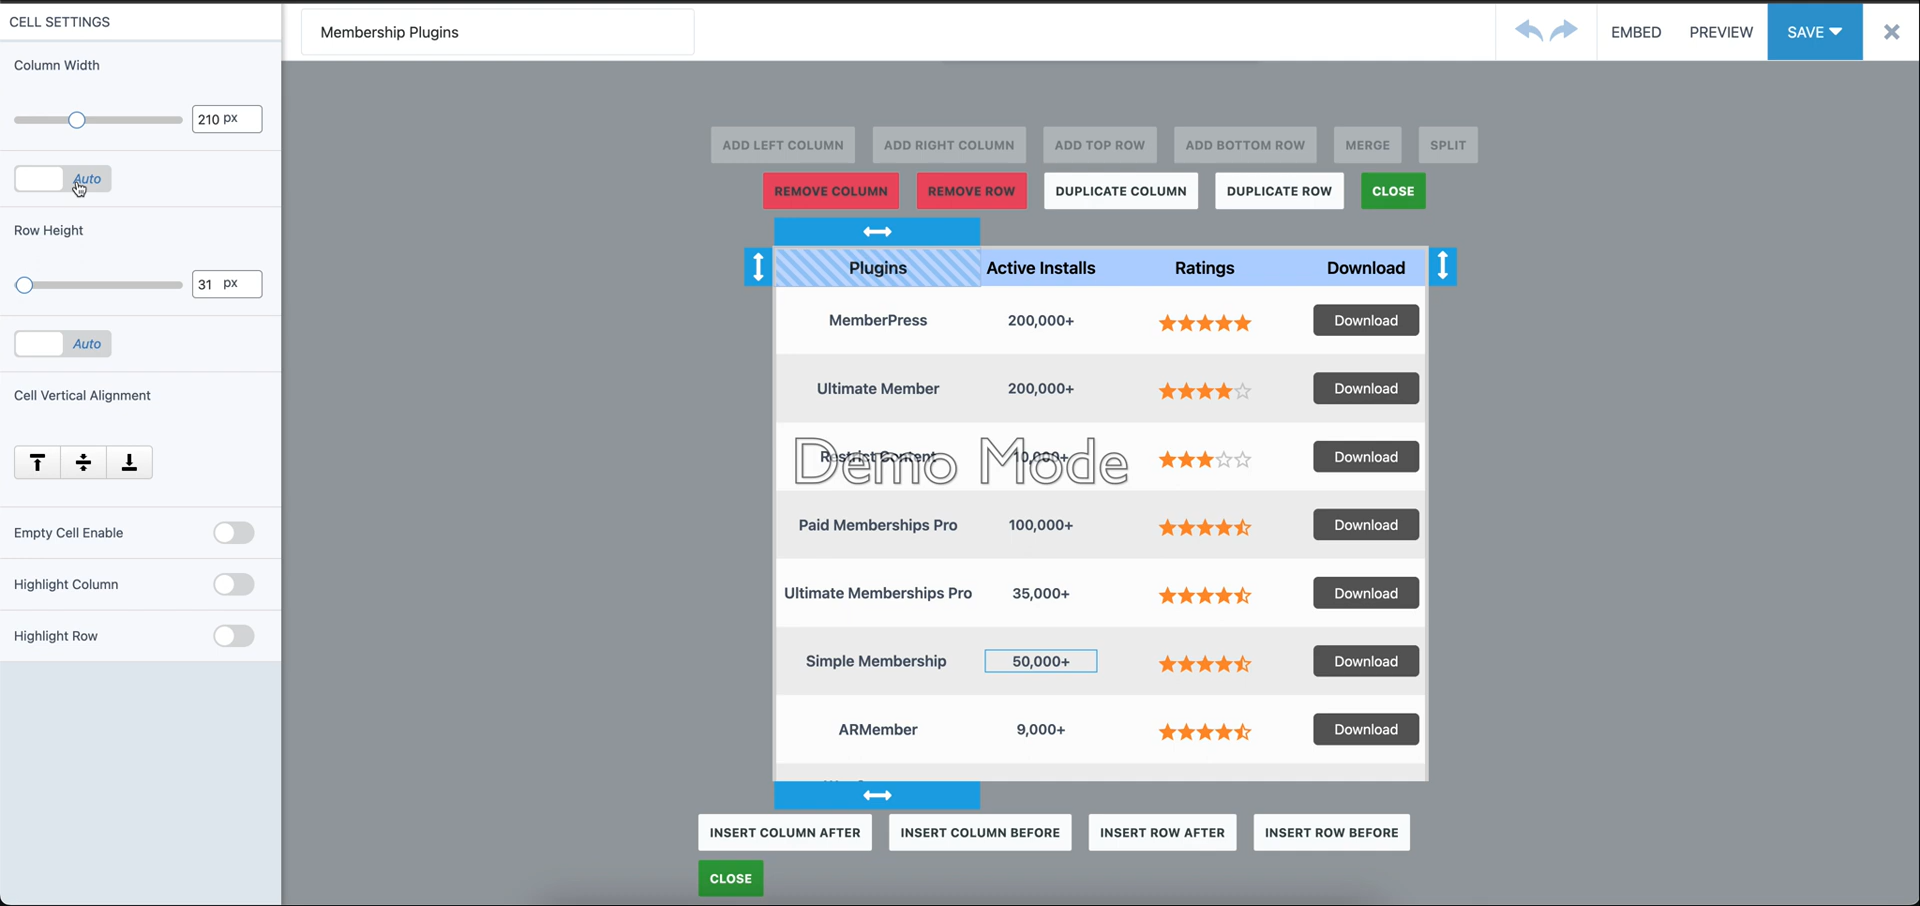 CELL SETTINGS
Membership Plugins
EMBED
PREVIEW
SAVE
Column Width
210 px
Auto
Row Height
31 px
Auto
Cell Vertical Alignment
Empty Cell Enable
Highlight Column
Highlight Row
ADD LEFT COLUMN ADD RIGHT COLUMN ADD TOP ROW ADD BOTTOM ROW MERGE SPLIT
REMOVE COLUMN REMOVE ROW DUPLICATE COLUMN DUPLICATE ROW CLOSE
Plugins Active Installs Ratings Download
MemberPress 200,000+ Download
Ultimate Member 200,000+ Download
Restrict Content 10,000+ Download
Demo Mode
Paid Memberships Pro 100,000+ Download
Ultimate Memberships Pro 35,000+ Download
Simple Membership 50,000+ Download
ARMember 9,000+ Download
INSERT COLUMN AFTER INSERT COLUMN BEFORE INSERT ROW AFTER INSERT ROW BEFORE
CLOSE